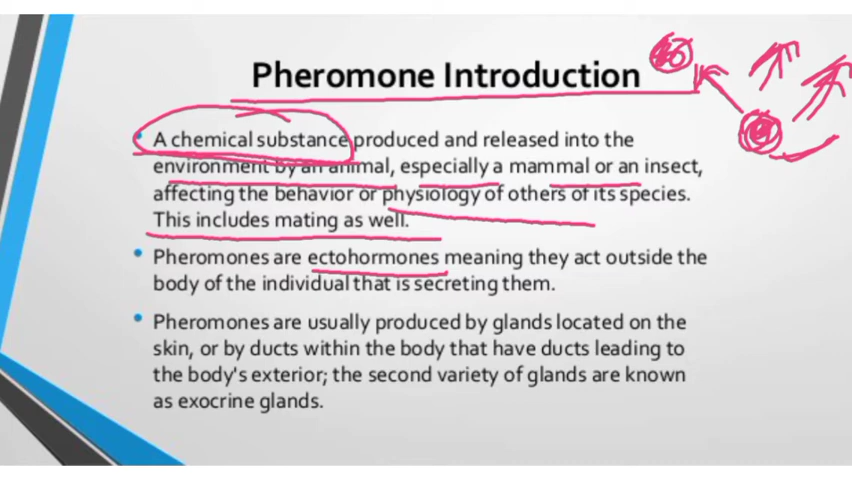 Pheromone Introduction
• A chemical substance produced and released into the
environment by an animal, especially a mammal or an insect,
affecting the behavior or physiology of others of its species.
This includes mating as well.
• Pheromones are ectohormones meaning they act outside the
body of the individual that is secreting them.
• Pheromones are usually produced by glands located on the
skin, or by ducts within the body that have ducts leading to
the body's exterior; the second variety of glands are known
as exocrine glands.